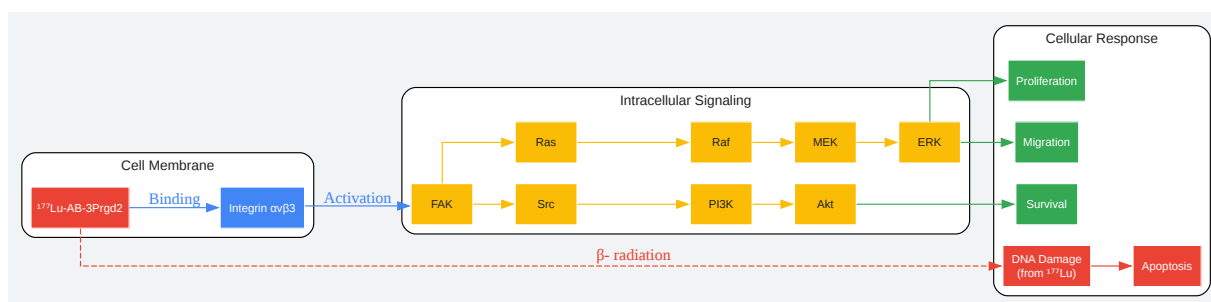 Cellular Response
Proliferation
Intracellular Signaling
Ras
Raf
MEK
ERK
Migration
Cell Membrane
¹⁷⁷Lu-AB-3Prgd2
Binding
Integrin αvβ3
Activation
FAK
Src
PI3K
Akt
Survival
β- radiation
DNA Damage
(from ¹⁷⁷Lu)
Apoptosis